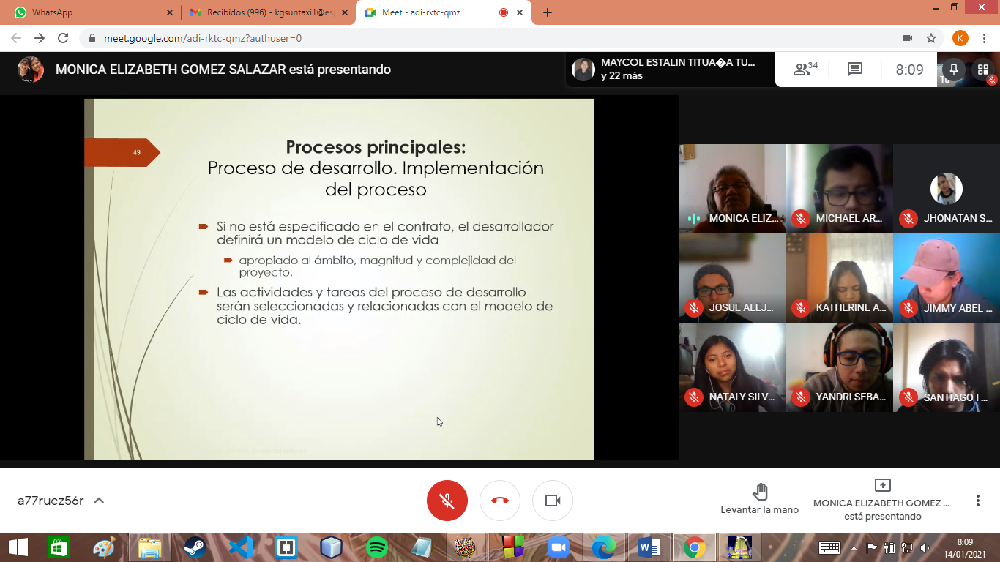 WhatsApp
Recibidos (996) - kgsuntaxi1@es
Meet - adi-rktc-qmz
meet.google.com/adi-rktc-qmz?authuser=0
K
MONICA ELIZABETH GOMEZ SALAZAR está presentando
MAYCOL ESTALIN TITUA�A TU...
y 22 más
34
8:09
Tú
49
Procesos principales:
Proceso de desarrollo. Implementación
del proceso
Si no está especificado en el contrato, el desarrollador
definirá un modelo de ciclo de vida
apropiado al ámbito, magnitud y complejidad del
proyecto.
Las actividades y tareas del proceso de desarrollo
serán seleccionadas y relacionadas con el modelo de
ciclo de vida.
MONICA ELIZ...
MICHAEL AR...
JHONATAN S...
JOSUE ALEJ...
KATHERINE A...
JIMMY ABEL ...
NATALY SILV...
YANDRI SEBA...
SANTIAGO F...
a77rucz56r
Levantar la mano
MONICA ELIZABETH GOMEZ ...
está presentando
8:09
14/01/2021